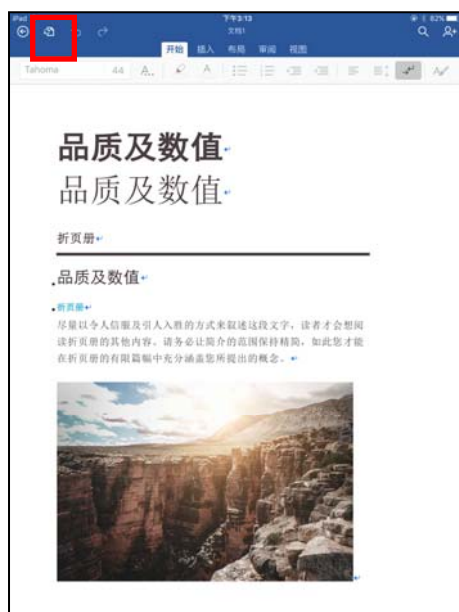 iPad
下午3:13
82%
文档1
开始 插入 布局 审阅 视图
Tahoma 44 A...
品质及数值
品质及数值
折页册
品质及数值
折页册
尽量以令人信服及引人入胜的方式来叙述这段文字，读者才会想阅
读折页册的其他内容。请务必让简介的范围保持精简，如此您才能
在折页册的有限篇幅中充分涵盖您所提出的概念。